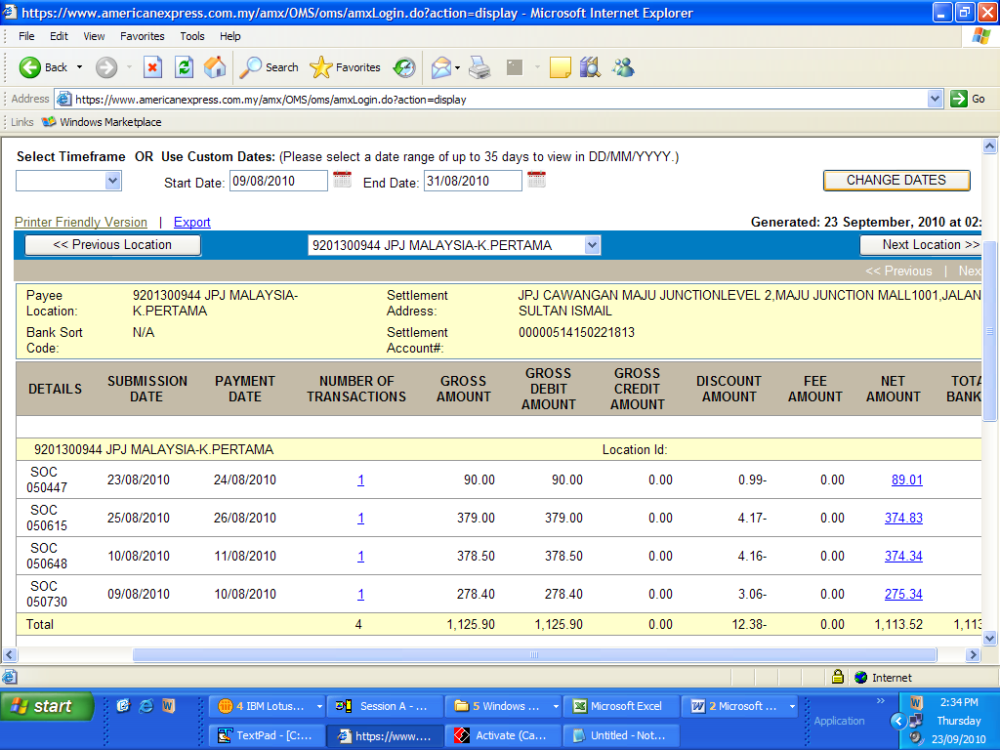 https://www.americanexpress.com.my/amx/OMS/oms/amxLogin.do?action=display - Microsoft Internet Explorer
File Edit View Favorites Tools Help
Back Search Favorites
Address https://www.americanexpress.com.my/amx/OMS/oms/amxLogin.do?action=display Go
Links Windows Marketplace
Select Timeframe OR Use Custom Dates: (Please select a date range of up to 35 days to view in DD/MM/YYYY.)
Start Date: 09/08/2010 End Date: 31/08/2010 CHANGE DATES
Printer Friendly Version | Export Generated: 23 September, 2010 at 02:
<< Previous Location 9201300944 JPJ MALAYSIA-K.PERTAMA Next Location >>
<< Previous | Nex
Payee 9201300944 JPJ MALAYSIA- Settlement JPJ CAWANGAN MAJU JUNCTIONLEVEL 2,MAJU JUNCTION MALL1001,JALAN
Location: K.PERTAMA Address: SULTAN ISMAIL
Bank Sort N/A Settlement 00000514150221813
Code: Account#:
DETAILS SUBMISSION DATE PAYMENT DATE NUMBER OF TRANSACTIONS GROSS AMOUNT GROSS DEBIT AMOUNT GROSS CREDIT AMOUNT DISCOUNT AMOUNT FEE AMOUNT NET AMOUNT TOTA BANK
9201300944 JPJ MALAYSIA-K.PERTAMA Location Id:
SOC 050447 23/08/2010 24/08/2010 1 90.00 90.00 0.00 0.99- 0.00 89.01
SOC 050615 25/08/2010 26/08/2010 1 379.00 379.00 0.00 4.17- 0.00 374.83
SOC 050648 10/08/2010 11/08/2010 1 378.50 378.50 0.00 4.16- 0.00 374.34
SOC 050730 09/08/2010 10/08/2010 1 278.40 278.40 0.00 3.06- 0.00 275.34
Total 4 1,125.90 1,125.90 0.00 12.38- 0.00 1,113.52 1,113
Internet
start 4 IBM Lotus... Session A - ... 5 Windows ... Microsoft Excel 2 Microsoft ... 2:34 PM
Application Thursday
TextPad - [C:... https://www.... Activate (Ca... Untitled - Not... 23/09/2010